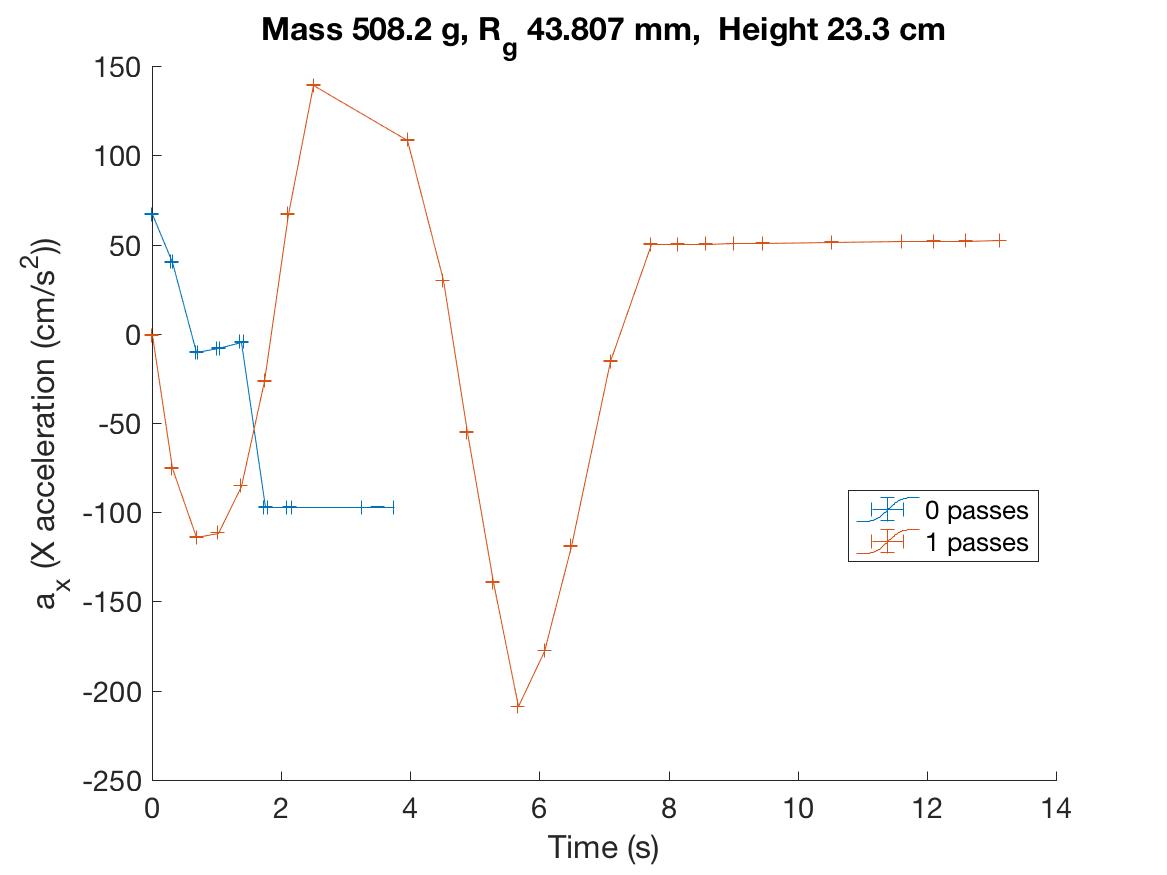 Mass 508.2 g, Rg 43.807 mm,  Height 23.3 cm
150
100
50
0
-50
-100
-150
-200
-250
ax (X acceleration (cm/s2))
0 passes
1 passes
0 2 4 6 8 10 12 14
Time (s)